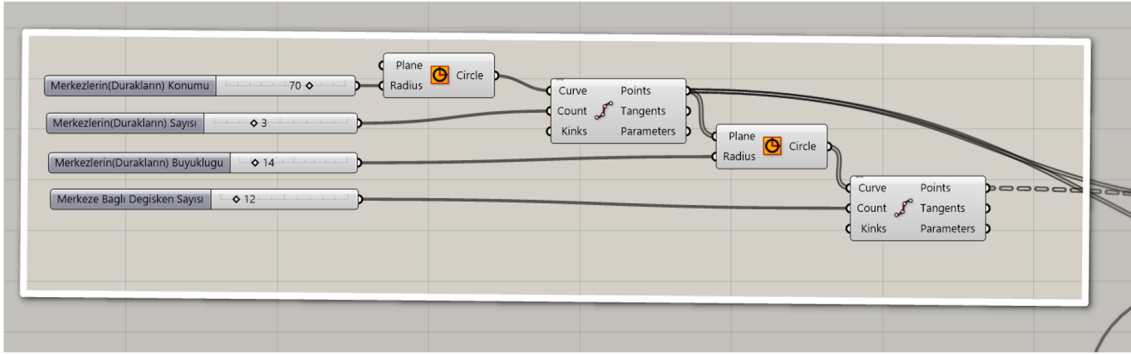 Merkezlerin(Durakların) Konumu 70
Plane
Radius
Circle
Merkezlerin(Durakların) Sayısı 3
Curve
Count
Kinks
Points
Tangents
Parameters
Merkezlerin(Durakların) Buyuklugu 14
Plane
Radius
Circle
Merkeze Baglı Degisken Sayısı 12
Curve
Count
Kinks
Points
Tangents
Parameters